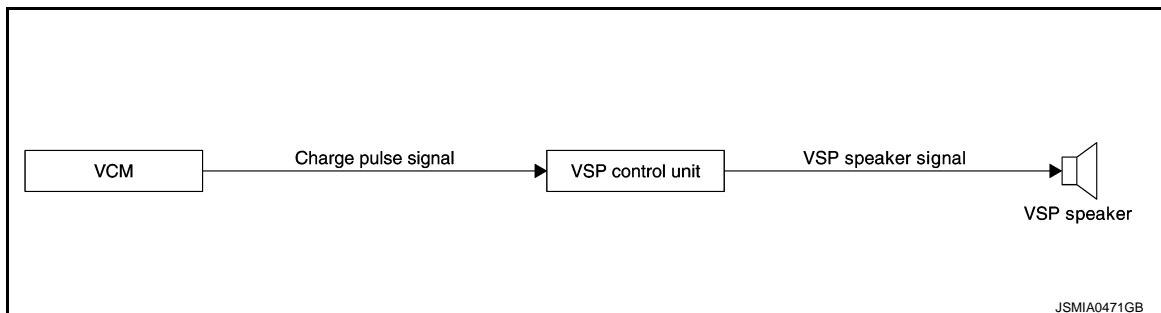 VCM
Charge pulse signal
VSP control unit
VSP speaker signal
VSP speaker
JSMIA0471GB